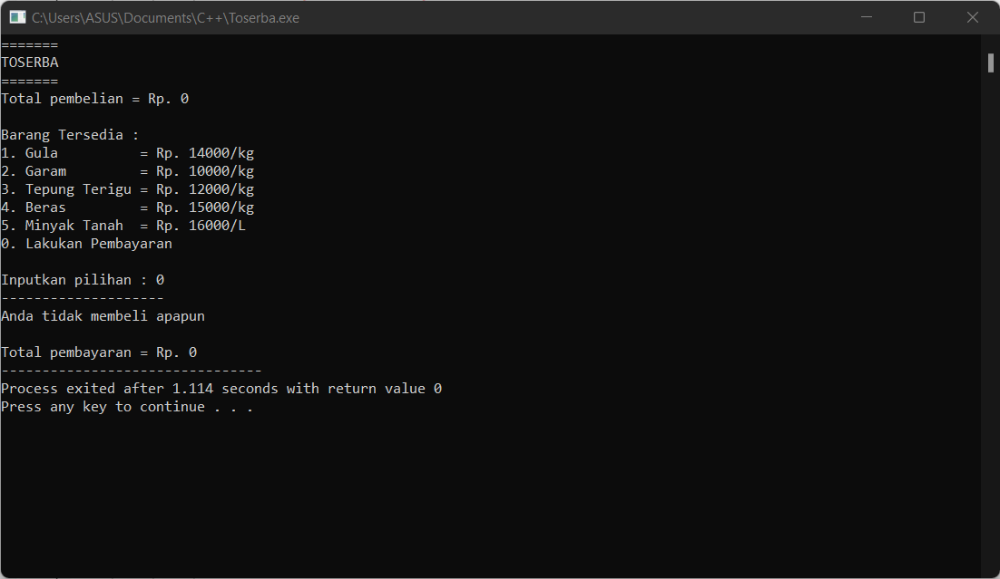 C:\Users\ASUS\Documents\C++\Toserba.exe
=======
TOSERBA
=======
Total pembelian = Rp. 0
Barang Tersedia :
1. Gula          = Rp. 14000/kg
2. Garam         = Rp. 10000/kg
3. Tepung Terigu = Rp. 12000/kg
4. Beras         = Rp. 15000/kg
5. Minyak Tanah  = Rp. 16000/L
0. Lakukan Pembayaran
Inputkan pilihan : 0
--------------------
Anda tidak membeli apapun
Total pembayaran = Rp. 0
--------------------------------
Process exited after 1.114 seconds with return value 0
Press any key to continue . . .